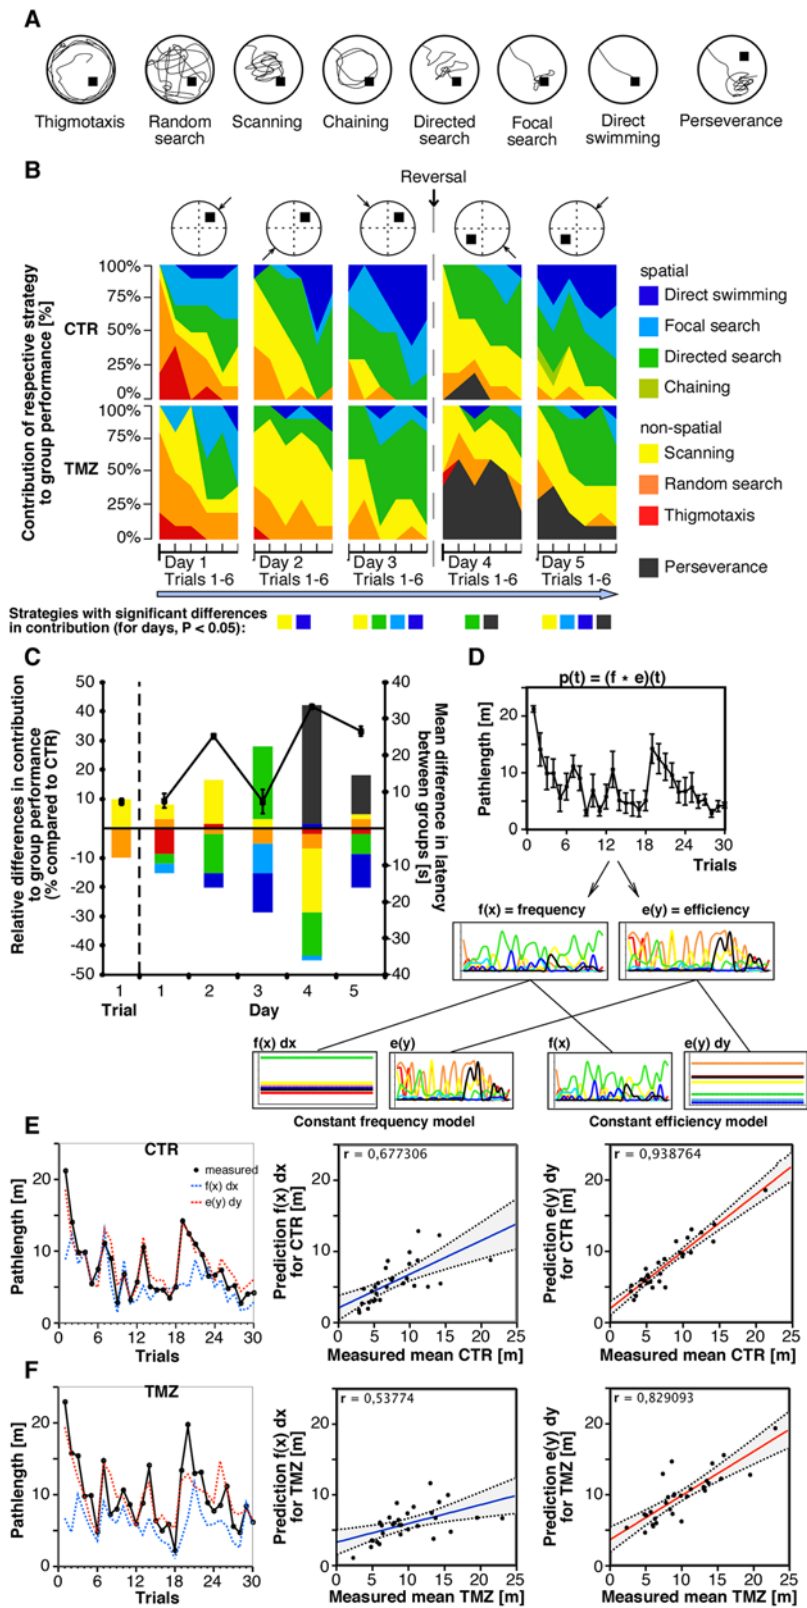 A
Thigmotaxis
Random
search
Scanning
Chaining
Directed
search
Focal
search
Direct
swimming
Perseverance
B
Reversal
Contribution of respective strategy
to group performance [%]
CTR
100%
75%
50%
25%
0%
TMZ
100%
75%
50%
25%
0%
spatial
Direct swimming
Focal search
Directed search
Chaining
non-spatial
Scanning
Random search
Thigmotaxis
Perseverance
Day 1
Trials 1-6
Day 2
Trials 1-6
Day 3
Trials 1-6
Day 4
Trials 1-6
Day 5
Trials 1-6
Strategies with significant differences
in contribution (for days, P < 0.05):
C
Relative differences in contribution
to group performance
(% compared to CTR)
50
40
30
20
10
-10
-20
-30
-40
-50
40
30
20
10
10
20
30
40
Mean difference in latency
between groups [s]
1
1
2
3
4
5
Trial
Day
D
p(t) = (f * e)(t)
Pathlength [m]
20
10
0
0
6
12
18
24
30
Trials
f(x) = frequency
e(y) = efficiency
f(x) dx
e(y)
f(x)
e(y) dy
Constant frequency model
Constant efficiency model
E
CTR
measured
f(x) dx
e(y) dy
Pathlength [m]
20
10
0
0
6
12
18
24
30
Trials
r = 0,677306
Prediction f(x) dx
for CTR [m]
20
10
0
0
5
10
15
20
25
Measured mean CTR [m]
r = 0,938764
Prediction e(y) dy
for CTR [m]
20
10
0
0
5
10
15
20
25
Measured mean CTR [m]
F
TMZ
Pathlength [m]
20
10
0
0
6
12
18
24
30
Trials
r = 0,53774
Prediction f(x) dx
for TMZ [m]
20
10
0
0
5
10
15
20
25
Measured mean TMZ [m]
r = 0,829093
Prediction e(y) dy
for TMZ [m]
20
10
0
0
5
10
15
20
25
Measured mean TMZ [m]